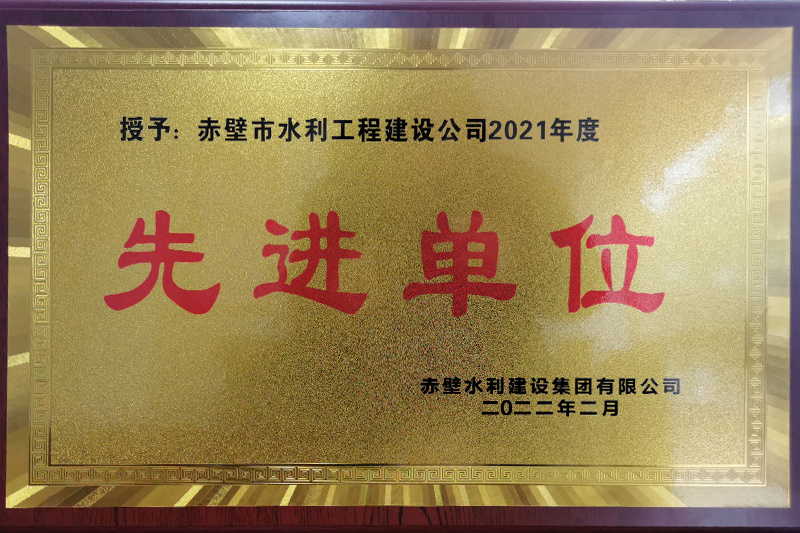 授予：赤壁市水利工程建设公司2021年度
先进单位
赤壁水利建设集团有限公司
二0二二年二月